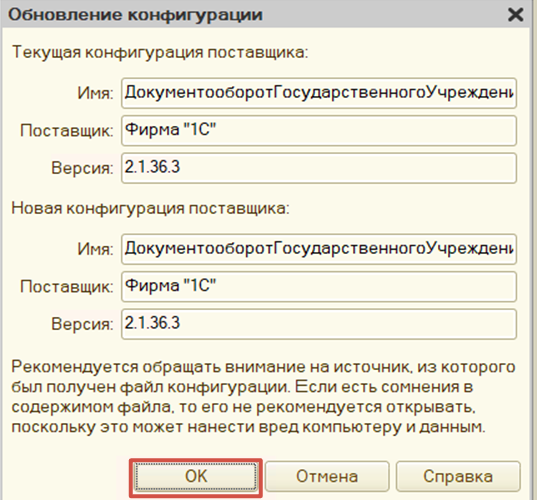 Обновление конфигурации
Текущая конфигурация поставщика:
Имя: ДокументооборотГосударственногоУчреждени
Поставщик: Фирма "1С"
Версия: 2.1.36.3
Новая конфигурация поставщика:
Имя: ДокументооборотГосударственногоУчреждени
Поставщик: Фирма "1С"
Версия: 2.1.36.3
Рекомендуется обращать внимание на источник, из которого
был получен файл конфигурации. Если есть сомнения в
содержимом файла, то его не рекомендуется открывать,
поскольку это может нанести вред компьютеру и данным.
OK Отмена Справка